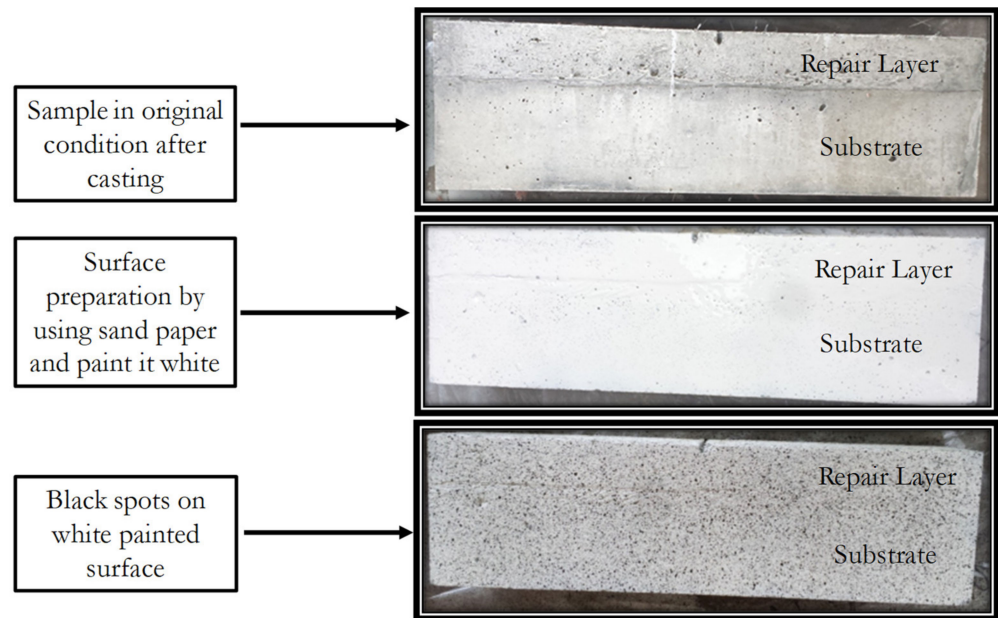 Sample in original
condition after
casting
Repair Layer
Substrate
Surface
preparation by
using sand paper
and paint it white
Repair Layer
Substrate
Black spots on
white painted
surface
Repair Layer
Substrate